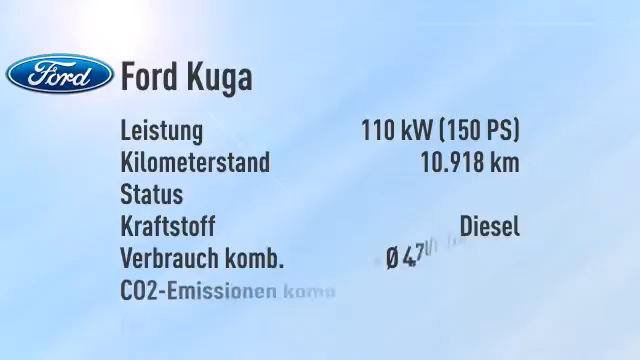 Ford Ford Kuga
Leistung 110 kW (150 PS)
Kilometerstand 10.918 km
Status
Kraftstoff Diesel
Verbrauch komb. Ø 4,7
CO2-Emissionen